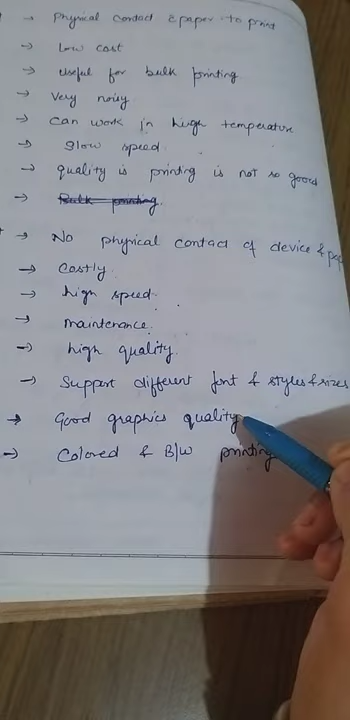 → Physical contact & paper to print
→ Low cost
→ Useful for bulk printing
→ Very noisy
→ Can work in high temperature
→ Slow speed.
→ quality is printing is not so good
→ Bulk printing.
→ No physical contact of device & pap
→ Costly.
→ high speed.
→ maintenance.
→ high quality.
→ Support different font & styles & sizes
→ Good graphics quality
→ Colored & B/W printing